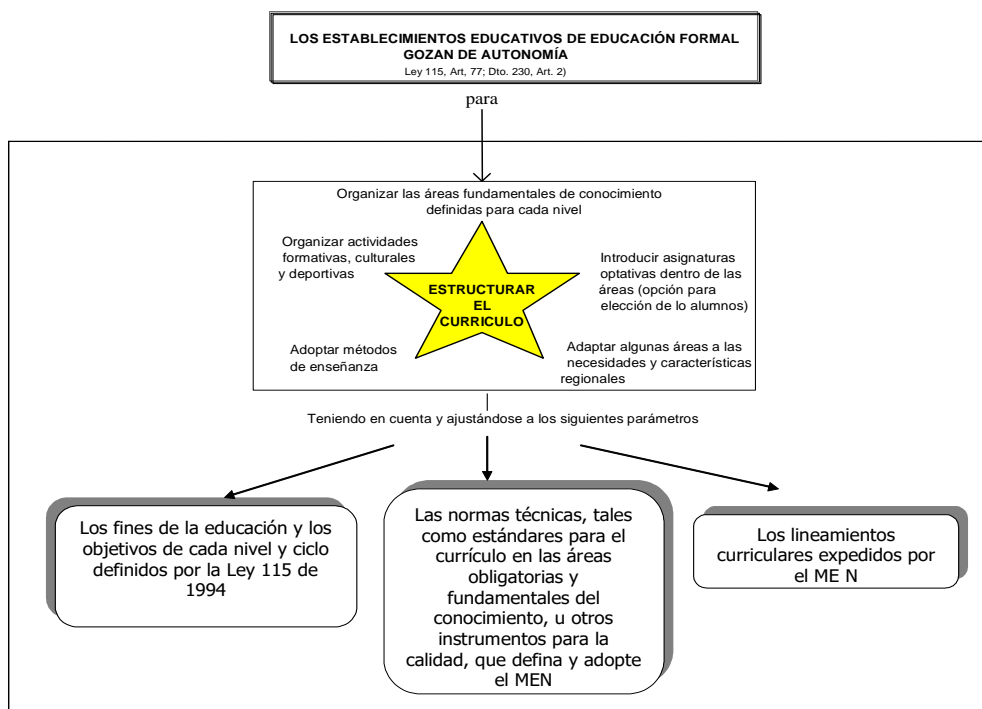 LOS ESTABLECIMIENTOS EDUCATIVOS DE EDUCACIÓN FORMAL
GOZAN DE AUTONOMÍA
Ley 115, Art, 77; Dto. 230, Art. 2)
para
Organizar las áreas fundamentales de conocimiento
definidas para cada nivel
Organizar actividades
formativas, culturales
y deportivas
Introducir asignaturas
optativas dentro de las
áreas (opción para
elección de lo alumnos)
ESTRUCTURAR
EL
CURRICULO
Adoptar métodos
de enseñanza
Adaptar algunas áreas a las
necesidades y características
regionales
Teniendo en cuenta y ajustándose a los siguientes parámetros
Los fines de la educación y los
objetivos de cada nivel y ciclo
definidos por la Ley 115 de
1994
Las normas técnicas, tales
como estándares para el
currículo en las áreas
obligatorias y
fundamentales del
conocimiento, u otros
instrumentos para la
calidad, que defina y adopte
el MEN
Los lineamientos
curriculares expedidos por
el ME N